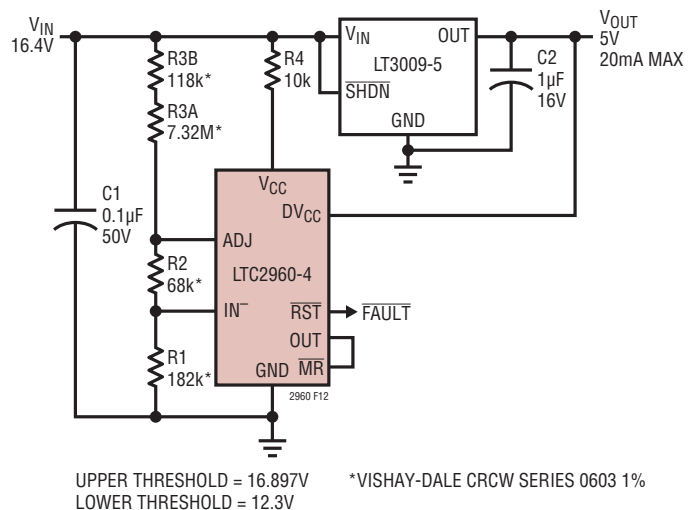 VIN
16.4V
R3B
118k*
R3A
7.32M*
R4
10k
VIN
OUT
LT3009-5
SHDN
GND
C2
1µF
16V
VOUT
5V
20mA MAX
C1
0.1µF
50V
VCC
DVCC
ADJ
R2
68k*
LTC2960-4
IN–
RST
FAULT
OUT
R1
182k*
GND
MR
2960 F12
UPPER THRESHOLD = 16.897V
LOWER THRESHOLD = 12.3V
*VISHAY-DALE CRCW SERIES 0603 1%